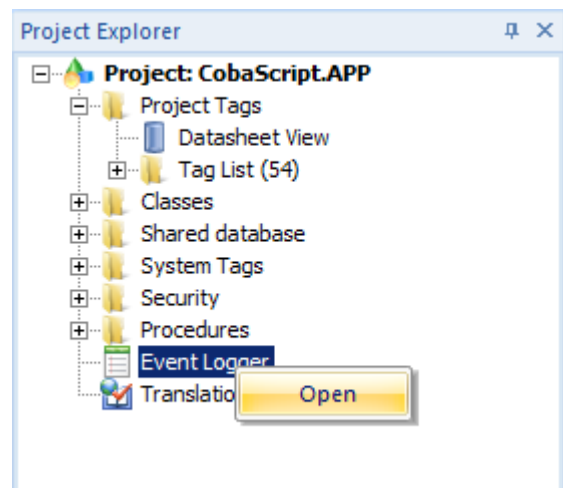 Project Explorer
Project: CobaScript.APP
Project Tags
Datasheet View
Tag List (54)
Classes
Shared database
System Tags
Security
Procedures
Event Logger
Translatio
Open